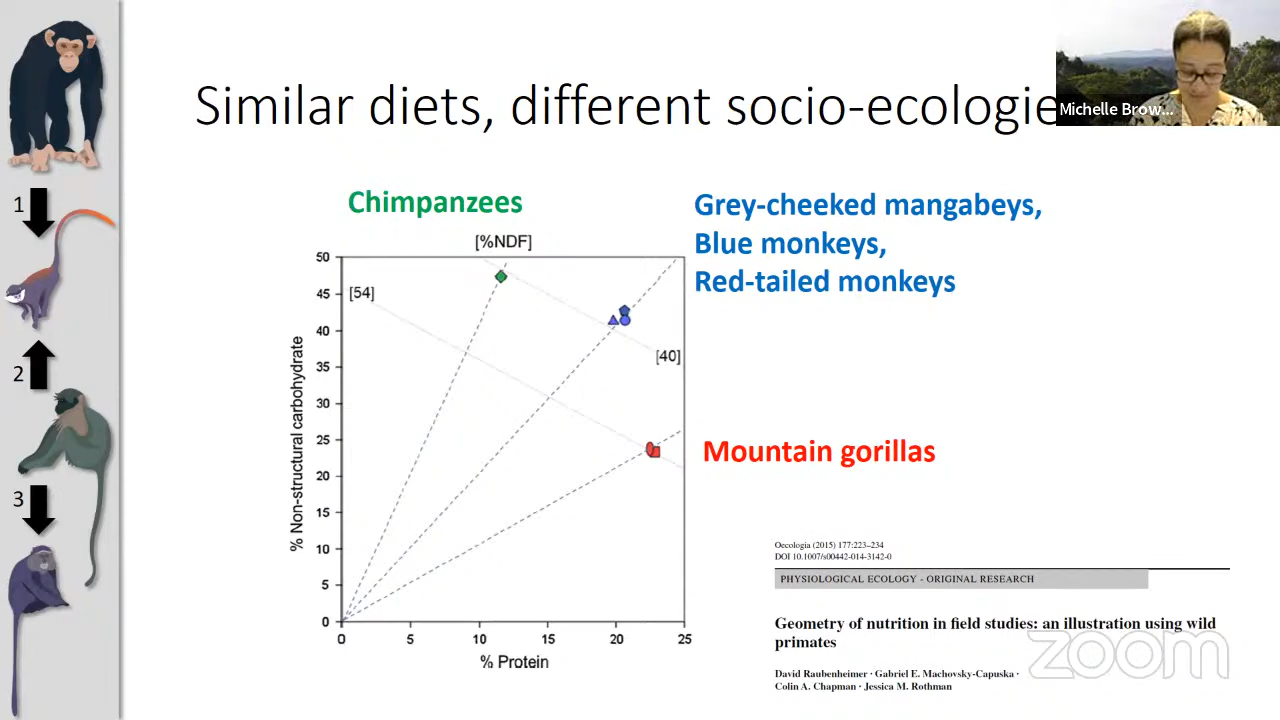 Similar diets, different socio-ecologie
Michelle Brow...
1
2
3
Chimpanzees
Grey-cheeked mangabeys,
Blue monkeys,
Red-tailed monkeys
Mountain gorillas
[%NDF]
[54]
[40]
% Non-structural carbohydrate
50
45
40
35
30
25
20
15
10
5
0
0 5 10 15 20 25
% Protein
Oecologia (2015) 177:223–234
DOI 10.1007/s00442-014-3142-0
PHYSIOLOGICAL ECOLOGY - ORIGINAL RESEARCH
Geometry of nutrition in field studies: an illustration using wild
primates
David Raubenheimer · Gabriel E. Machovsky-Capuska ·
Colin A. Chapman · Jessica M. Rothman
zoom